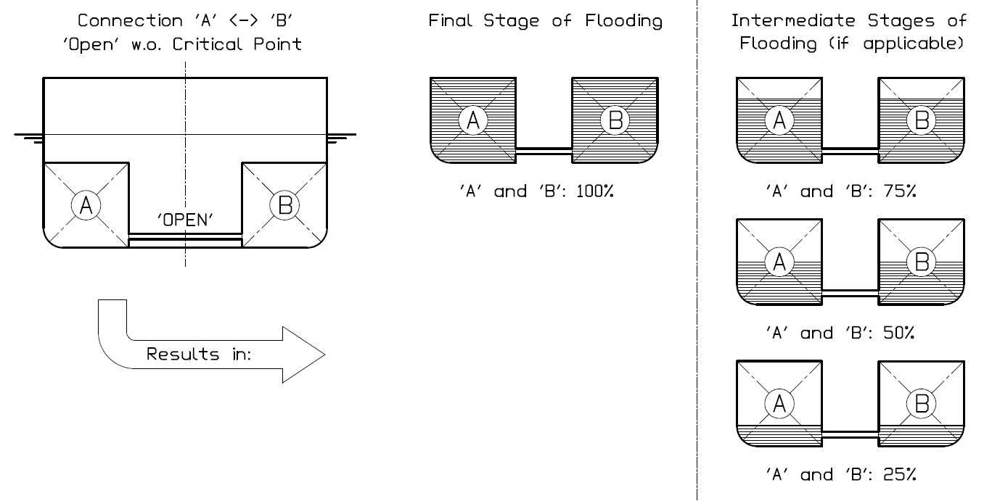 Connection 'A' <-> 'B'
'Open' w.o. Critical Point
A
B
'OPEN'
Results in:
Final Stage of Flooding
A
B
'A' and 'B': 100%
Intermediate Stages of
Flooding (if applicable)
A
B
'A' and 'B': 75%
A
B
'A' and 'B': 50%
A
B
'A' and 'B': 25%